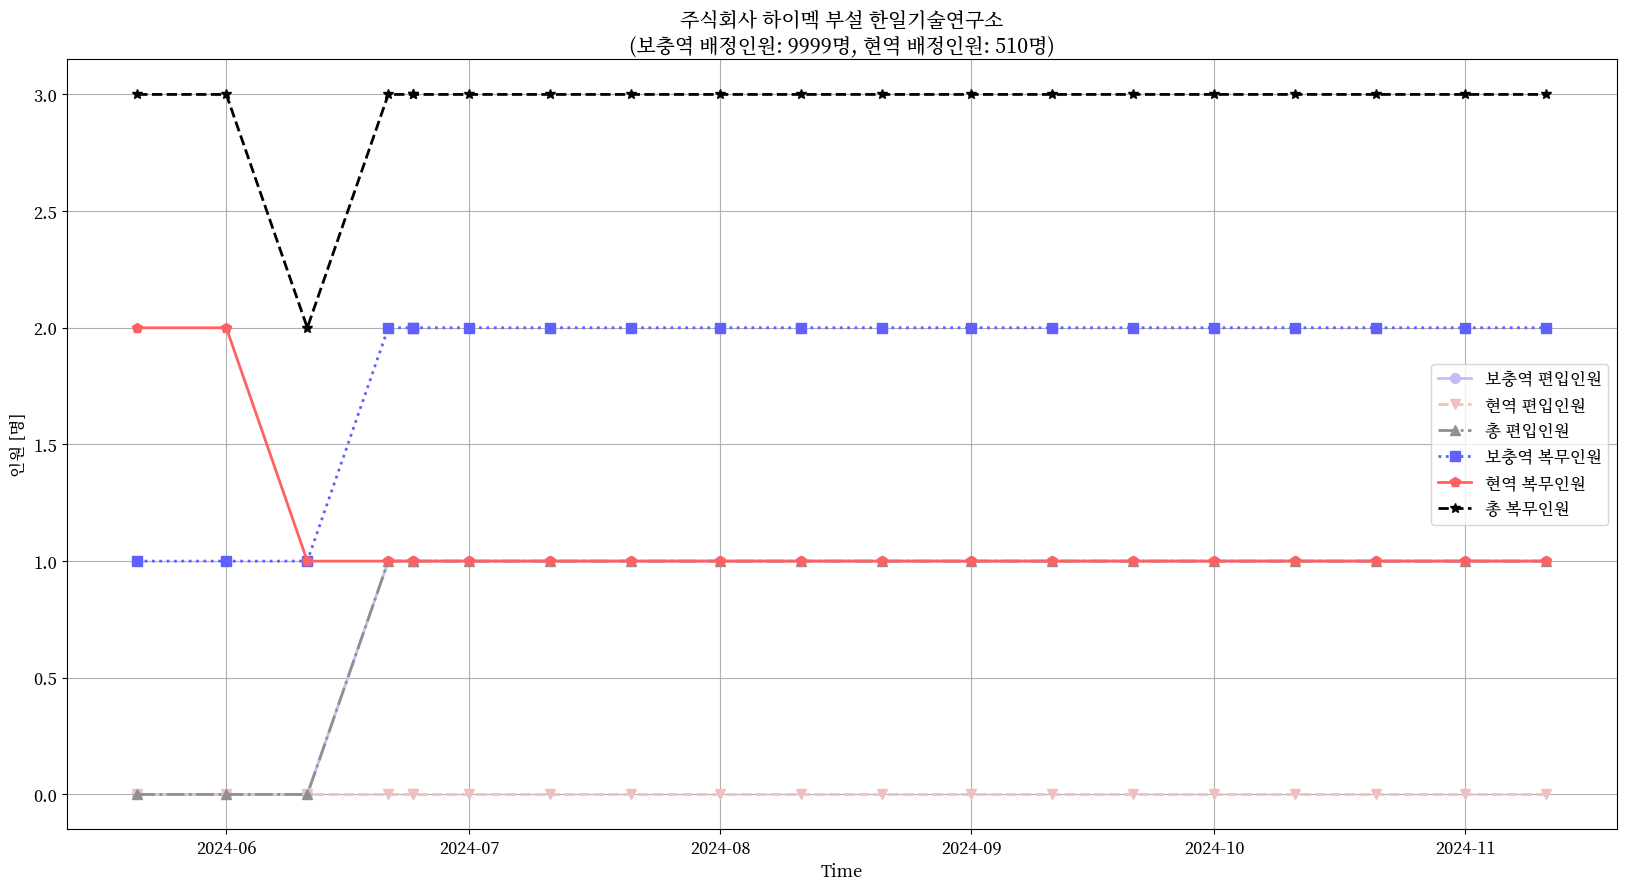 주식회사 하이멕 부설 한일기술연구소
(보충역 배정인원: 9999명, 현역 배정인원: 510명)
3.0
2.5
2.0
1.5
1.0
0.5
0.0
인원 [명]
보충역 편입인원
현역 편입인원
총 편입인원
보충역 복무인원
현역 복무인원
총 복무인원
2024-06
2024-07
2024-08
2024-09
2024-10
2024-11
Time